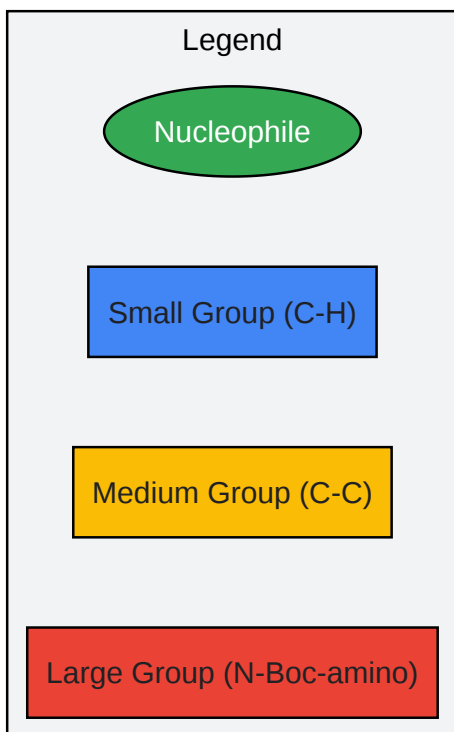 Legend
Nucleophile
Small Group (C-H)
Medium Group (C-C)
Large Group (N-Boc-amino)